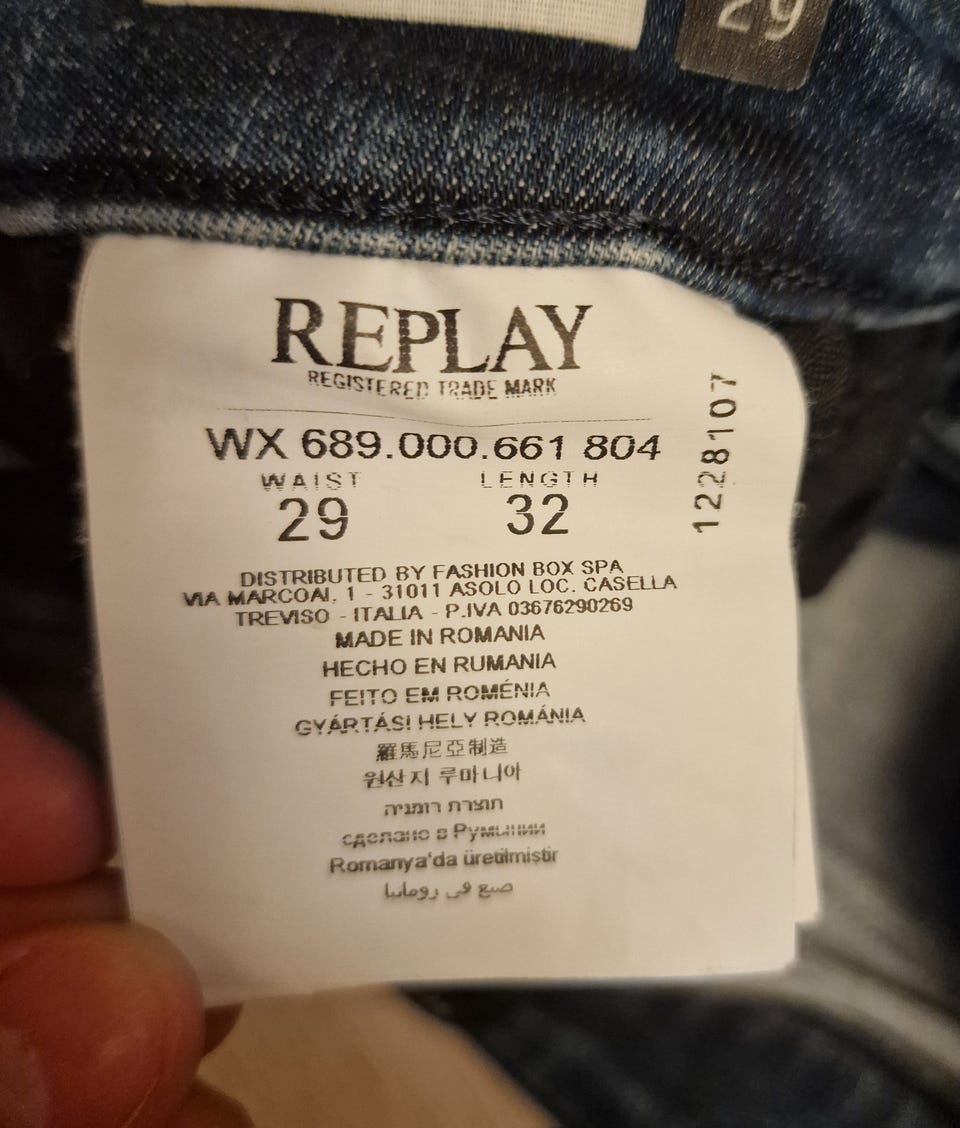 29
REPLAY
REGISTERED TRADE MARK
WX 689.000.661 804
WAIST LENGTH
29 32
1228107
DISTRIBUTED BY FASHION BOX SPA
VIA MARCOAI, 1 - 31011 ASOLO LOC. CASELLA
TREVISO - ITALIA - P.IVA 03676290269
MADE IN ROMANIA
HECHO EN RUMANIA
FEITO EM ROMÉNIA
GYÁRTÁSI HELY ROMÁNIA
羅馬尼亞制造
원산지 루마니아
תוצרת רומניה
сделано в Румынии
Romanya'da üretilmiştir
صنع في رومانيا